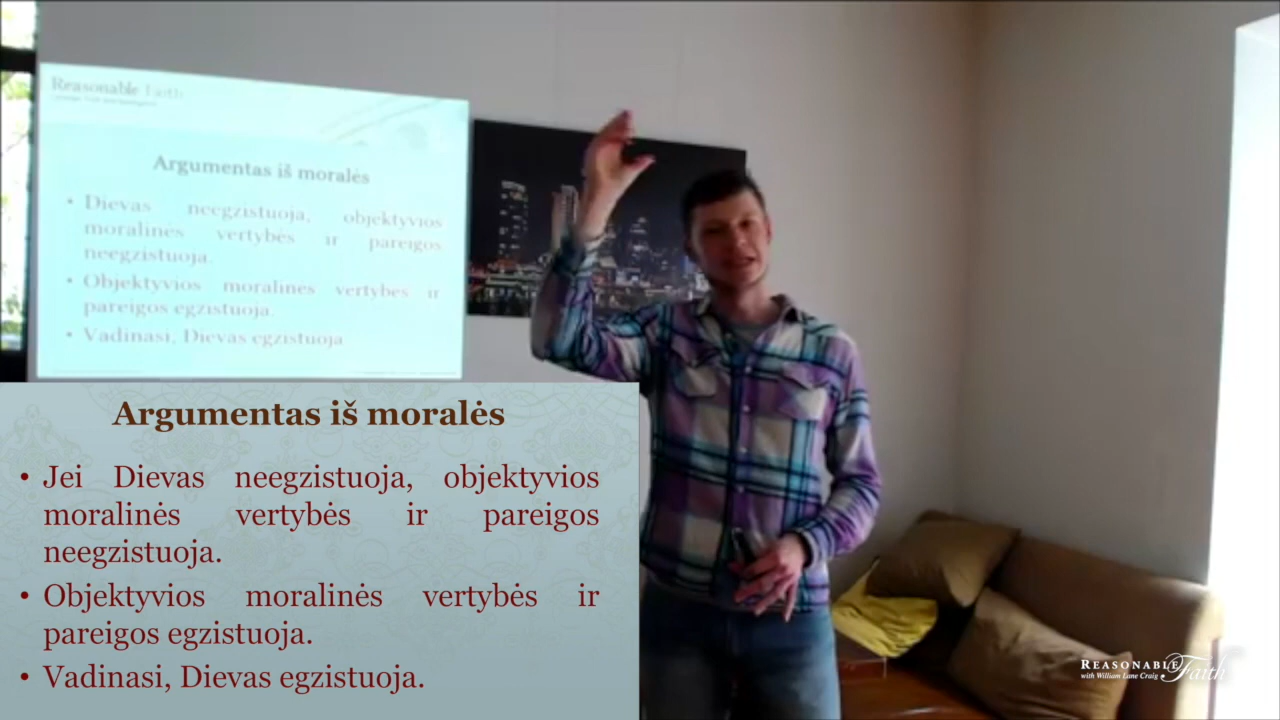 Reasonable Faith
Argumentas iš moralės
• Dievas neegzistuoja, objektyvios
moralinės vertybės ir pareigos
neegzistuoja.
• Objektyvios moralinės vertybės ir
pareigos egzistuoja.
• Vadinasi, Dievas egzistuoja
Argumentas iš moralės
• Jei Dievas neegzistuoja, objektyvios
moralinės vertybės ir pareigos
neegzistuoja.
• Objektyvios moralinės vertybės ir
pareigos egzistuoja.
• Vadinasi, Dievas egzistuoja.
REASONABLE Faith
with William Lane Craig